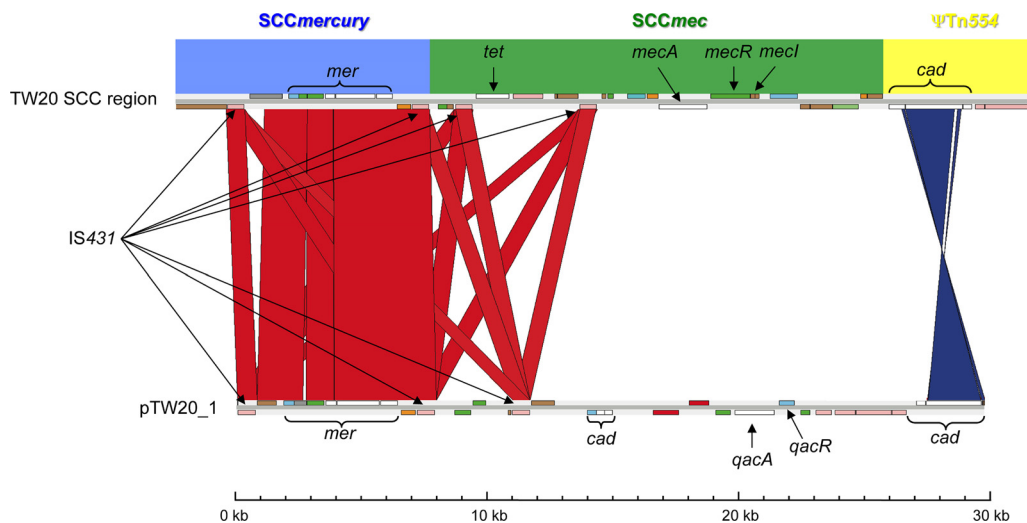 SCCmercury SCCmec ΨTn554
mer tet mecA mecR mecI cad
TW20 SCC region
IS431
pTW20_1
mer cad qacA qacR cad
0 kb 10 kb 20 kb 30 kb